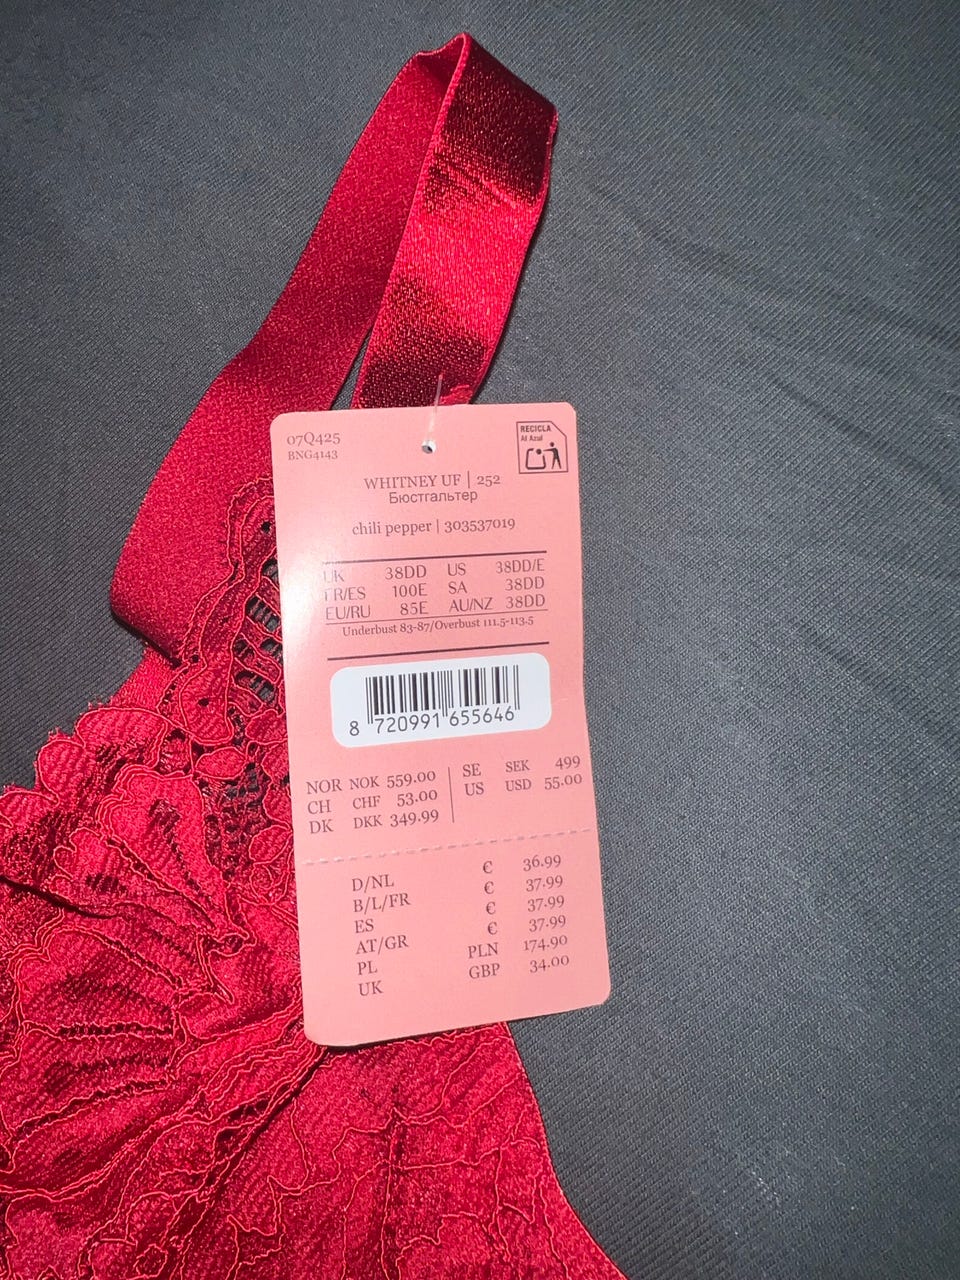 07Q425
BNG4143
RECICLA
Al Azul
WHITNEY UF | 252
Бюстгальтер
chili pepper | 303537019
UK 38DD US 38DD/E
FR/ES 100E SA 38DD
EU/RU 85E AU/NZ 38DD
Underbust 83-87/Overbust 111.5-113.5
8 720991 655646
NOR NOK 559.00 SE SEK 499
CH CHF 53.00 US USD 55.00
DK DKK 349.99
D/NL € 36.99
B/L/FR € 37.99
ES € 37.99
AT/GR € 37.99
PL PLN 174.90
UK GBP 34.00